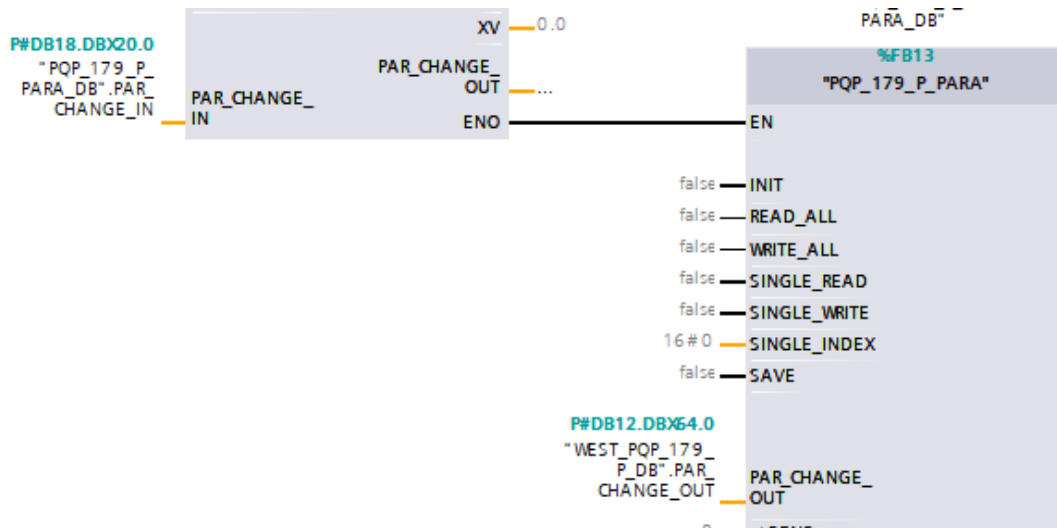 XV
0.0
P#DB18.DBX20.0
"PQP_179_P_
PARA_DB".PAR_
CHANGE_IN
PAR_CHANGE_
IN
PAR_CHANGE_
OUT
...
ENO
PARA_DB"
%FB13
"PQP_179_P_PARA"
EN
false
INIT
false
READ_ALL
false
WRITE_ALL
false
SINGLE_READ
false
SINGLE_WRITE
16#0
SINGLE_INDEX
false
SAVE
P#DB12.DBX64.0
"WEST_PQP_179_
P_DB".PAR_
CHANGE_OUT
PAR_CHANGE_
OUT